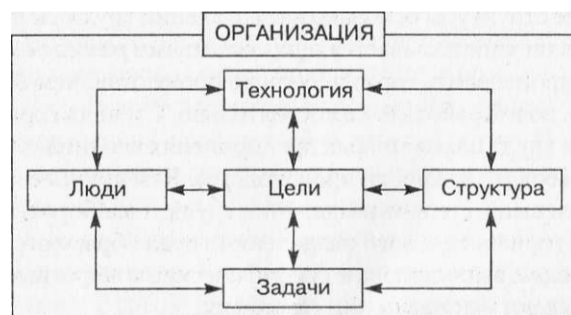 ОРГАНИЗАЦИЯ
Технология
Люди
Цели
Структура
Задачи